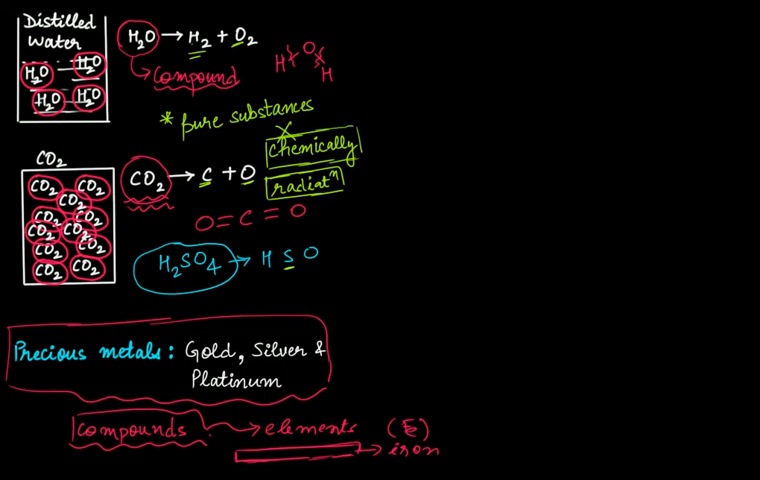 Distilled
Water
H₂O H₂O
H₂O H₂O
H₂O → H₂ + O₂
Compound
H O H
* pure substances
chemically
radiatⁿ
CO₂
CO₂ CO₂
CO₂
CO₂ CO₂
CO₂ CO₂
CO₂ CO₂
CO₂ CO₂
CO₂ → C + O
O = C = O
H₂SO₄ → H S O
Precious metals: Gold, Silver &
Platinum
Compounds → elements (Fe)
→ iron